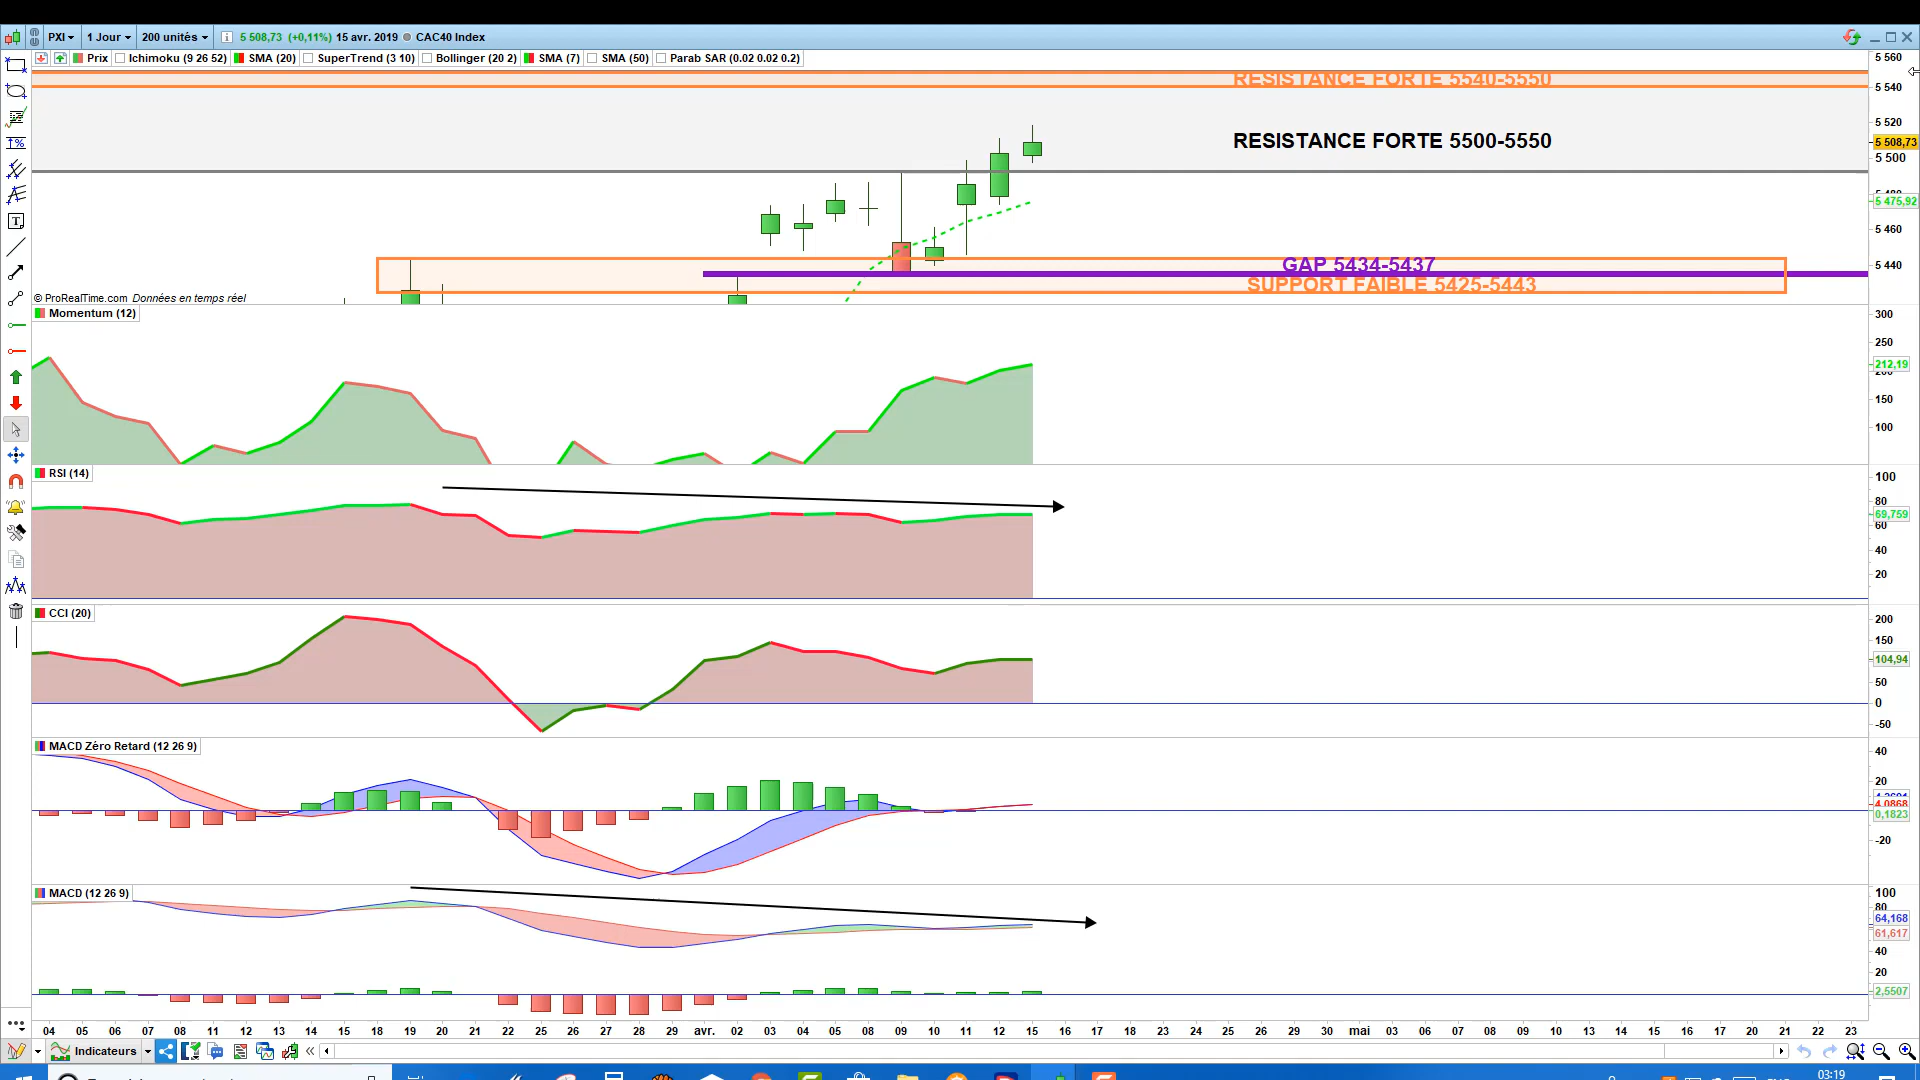 PXI 1 Jour 200 unités 5 508,73 (+0,11%) 15 avr. 2019 CAC40 Index
Prix Ichimoku (9 26 52) SMA (20) SuperTrend (3 10) Bollinger (20 2) SMA (7) SMA (50) Parab SAR (0.02 0.02 0.2)
5 560
RESISTANCE FORTE 5540-5550
5 540
5 520
RESISTANCE FORTE 5500-5550
5 508,73
5 500
5 480
5 475,92
5 460
GAP 5434-5437
5 440
SUPPORT FAIBLE 5425-5443
© ProRealTime.com Données en temps réel
Momentum (12)
300
250
212,19
200
150
100
RSI (14)
100
80
69,759
60
40
20
CCI (20)
200
150
104,94
50
0
-50
MACD Zéro Retard (12 26 9)
40
20
4,0868
0,1823
-20
MACD (12 26 9)
100
80
64,168
61,617
40
20
2,5507
04 05 06 07 08 11 12 13 14 15 18 19 20 21 22 25 26 27 28 29 avr. 02 03 04 05 08 09 10 11 12 15 16 17 18 23 24 25 26 29 30 mai 03 06 07 08 09 10 13 14 15 16 17 20 21 22 23
Indicateurs
03:19